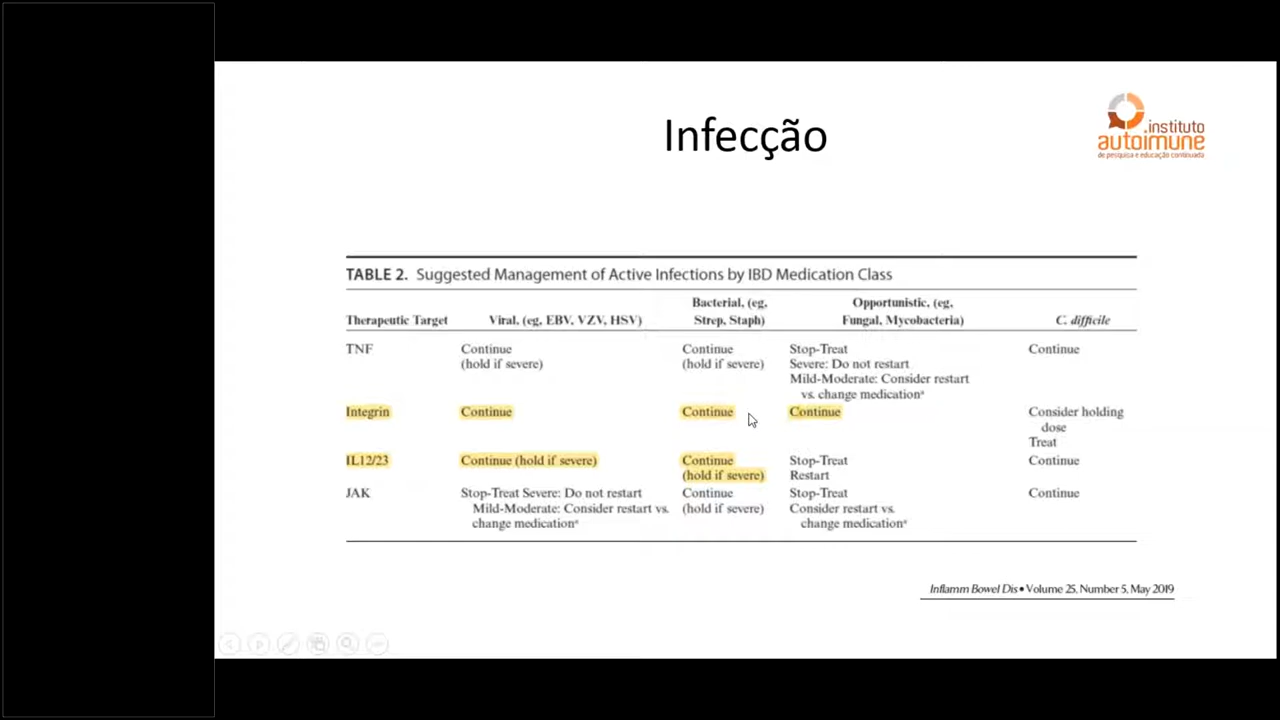 Infecção
.instituto
autoimune
de pesquisa e educação continuada
TABLE 2. Suggested Management of Active Infections by IBD Medication Class
Therapeutic Target Viral, (eg, EBV, VZV, HSV) Bacterial, (eg, Strep, Staph) Opportunistic, (eg, Fungal, Mycobacteria) C. difficile
TNF Continue Continue Stop-Treat Continue
(hold if severe) (hold if severe) Severe: Do not restart
Mild-Moderate: Consider restart
vs. change medicationᵃ
Integrin Continue Continue Continue Consider holding
dose
Treat
IL12/23 Continue (hold if severe) Continue Stop-Treat Continue
(hold if severe) Restart
JAK Stop-Treat Severe: Do not restart Continue Stop-Treat Continue
Mild-Moderate: Consider restart vs. (hold if severe) Consider restart vs.
change medicationᵃ change medicationᵃ
Inflamm Bowel Dis • Volume 25, Number 5, May 2019